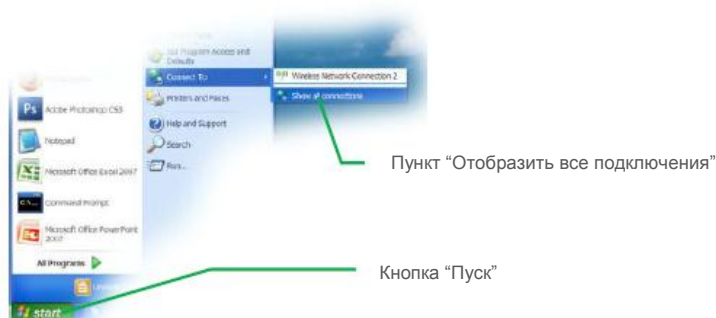 Set Program Access and
Defaults
Connect To
Wireless Network Connection 2
Show all connections
Printers and Faxes
Help and Support
Search
Run...
Adobe Photoshop CS3
Notepad
Microsoft Office Excel 2007
Command Prompt
Microsoft Office PowerPoint
2007
All Programs
start
Пункт “Отобразить все подключения”
Кнопка “Пуск”